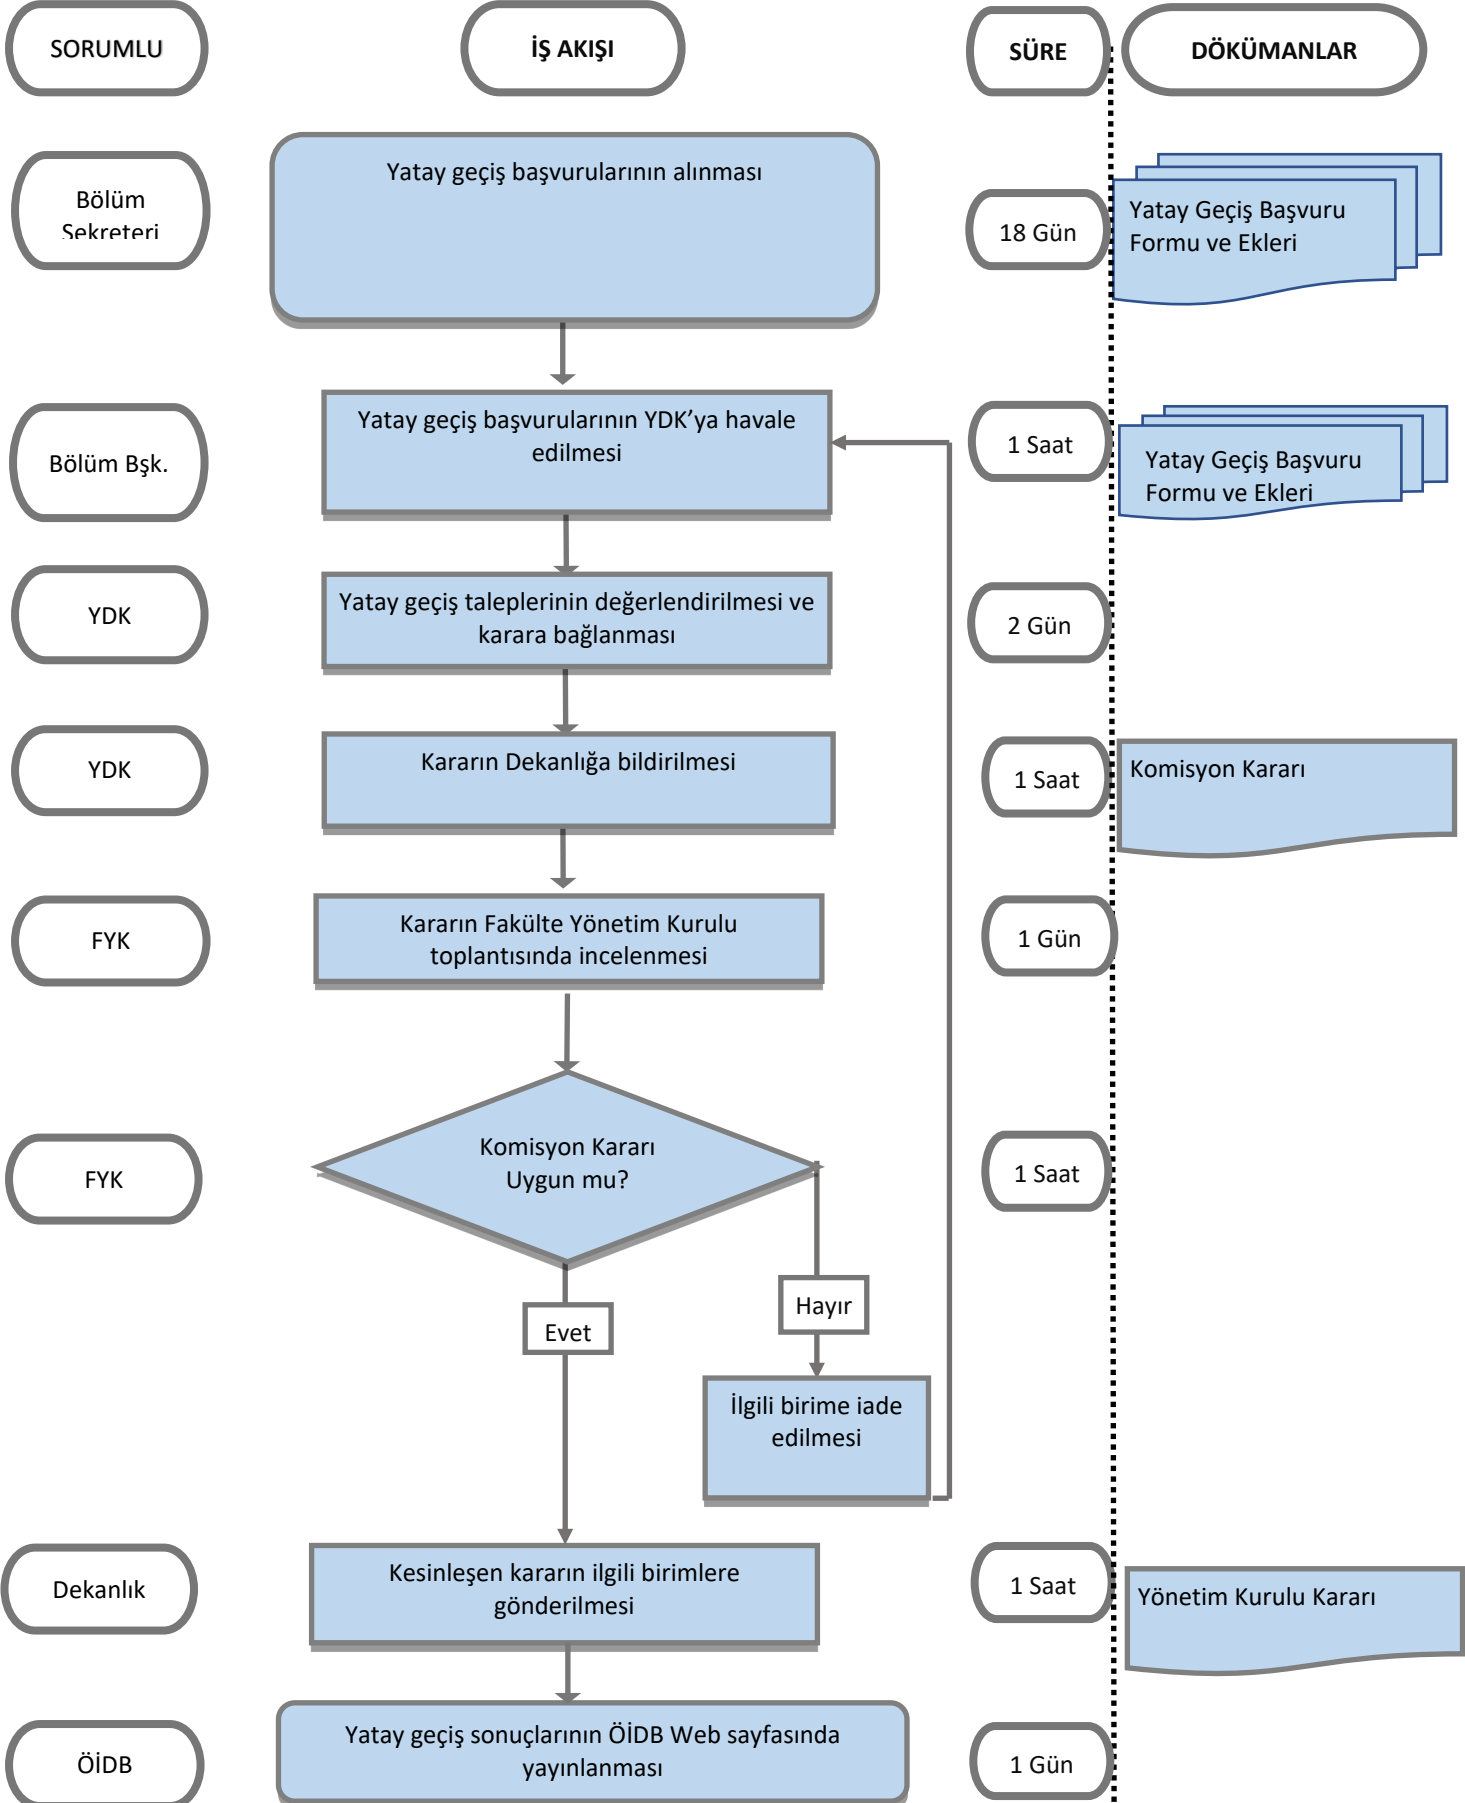 SORUMLU
İŞ AKIŞI
SÜRE
DÖKÜMANLAR
Bölüm
Sekreteri
Yatay geçiş başvurularının alınması
18 Gün
Yatay Geçiş Başvuru
Formu ve Ekleri
Bölüm Bşk.
Yatay geçiş başvurularının YDK’ya havale
edilmesi
1 Saat
Yatay Geçiş Başvuru
Formu ve Ekleri
YDK
Yatay geçiş taleplerinin değerlendirilmesi ve
karara bağlanması
2 Gün
YDK
Kararın Dekanlığa bildirilmesi
1 Saat
Komisyon Kararı
FYK
Kararın Fakülte Yönetim Kurulu
toplantısında incelenmesi
1 Gün
FYK
Komisyon Kararı
Uygun mu?
1 Saat
Hayır
Evet
İlgili birime iade
edilmesi
Dekanlık
Kesinleşen kararın ilgili birimlere
gönderilmesi
1 Saat
Yönetim Kurulu Kararı
ÖİDB
Yatay geçiş sonuçlarının ÖİDB Web sayfasında
yayınlanması
1 Gün